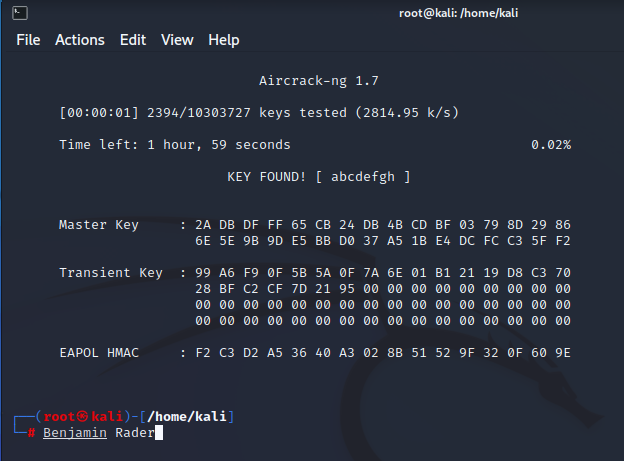 root@kali: /home/kali
File Actions Edit View Help
Aircrack-ng 1.7
[00:00:01] 2394/10303727 keys tested (2814.95 k/s)
Time left: 1 hour, 59 seconds 0.02%
KEY FOUND! [ abcdefgh ]
Master Key : 2A DB DF FF 65 CB 24 DB 4B CD BF 03 79 8D 29 86
6E 5E 9B 9D E5 BB D0 37 A5 1B E4 DC FC C3 5F F2
Transient Key : 99 A6 F9 0F 5B 5A 0F 7A 6E 01 B1 21 19 D8 C3 70
28 BF C2 CF 7D 21 95 00 00 00 00 00 00 00 00 00
00 00 00 00 00 00 00 00 00 00 00 00 00 00 00 00
00 00 00 00 00 00 00 00 00 00 00 00 00 00 00 00
EAPOL HMAC : F2 C3 D2 A5 36 40 A3 02 8B 51 52 9F 32 0F 60 9E
┌──(root㉿kali)-[/home/kali]
└─# Benjamin Rader